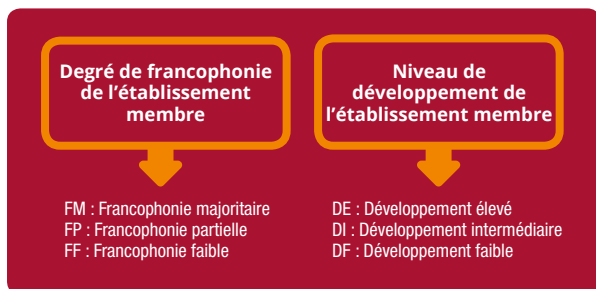 Degré de francophonie
de l'établissement
membre
FM : Francophonie majoritaire
FP : Francophonie partielle
FF : Francophonie faible
Niveau de
développement de
l'établissement membre
DE : Développement élevé
DI : Développement intermédiaire
DF : Développement faible